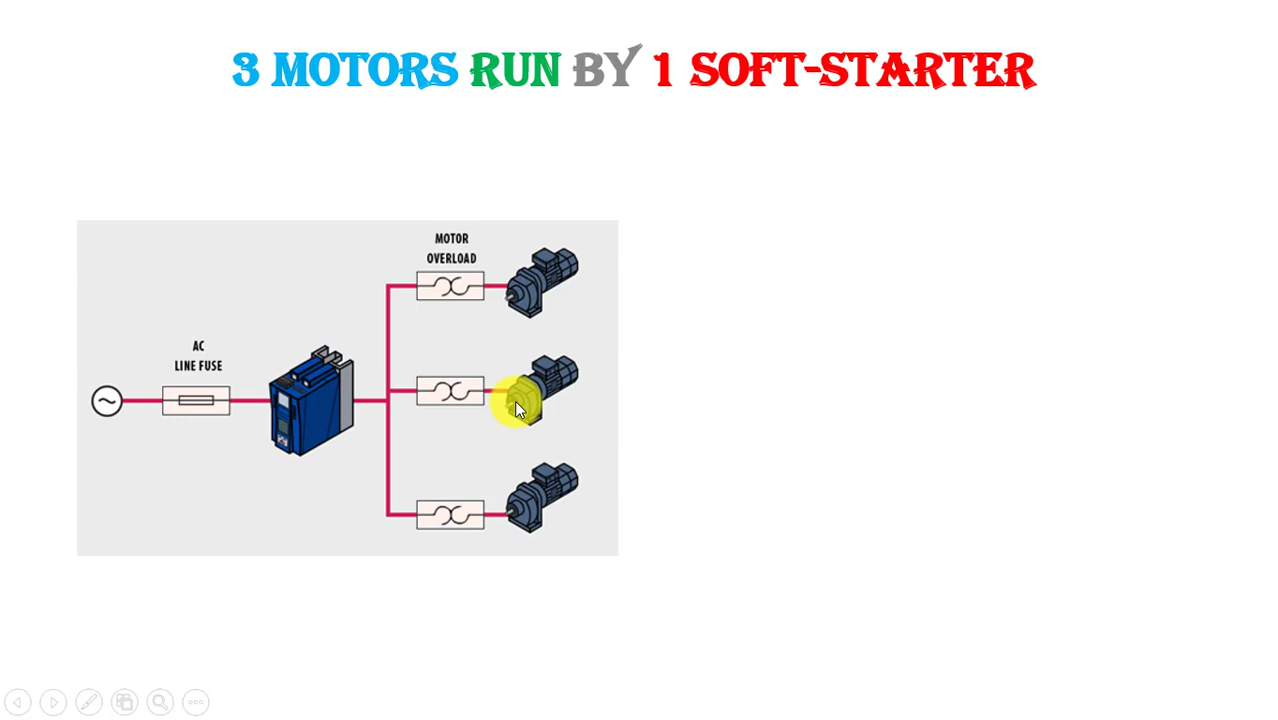 3 MOTORS RUN BY 1 SOFT-STARTER
MOTOR
OVERLOAD
AC
LINE FUSE